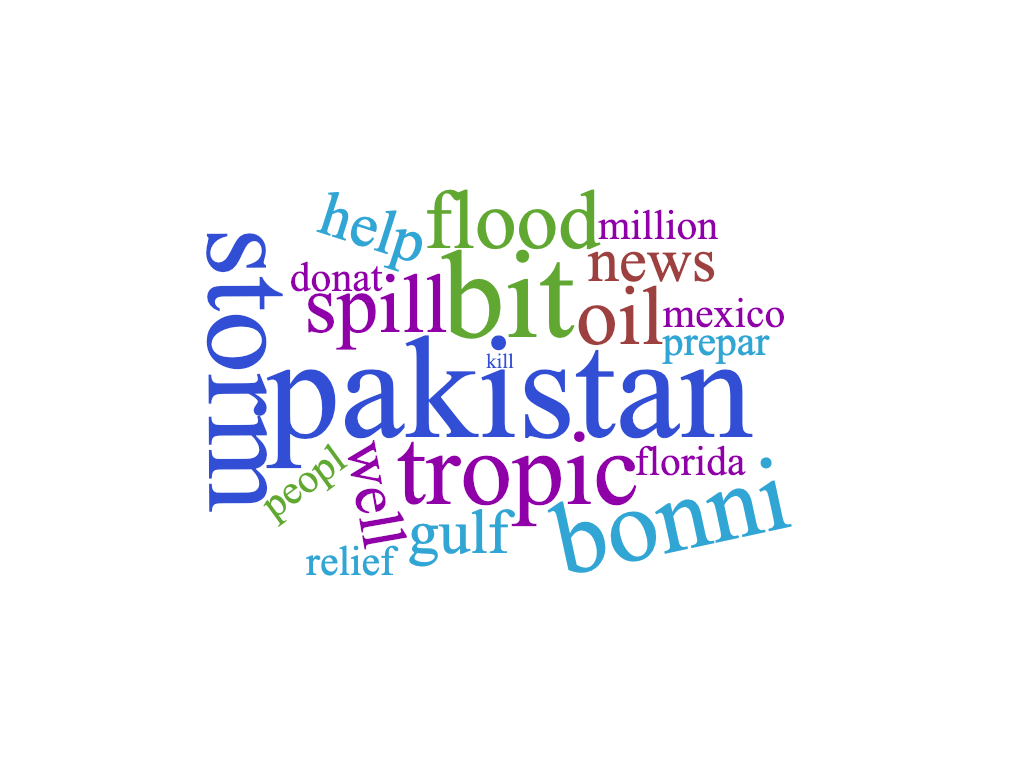 help
flood
million
storm
donat
spill
bit
news
oil
mexico
prepar
kill
pakistan
peopl
well
tropic
florida
gulf
bonni
relief